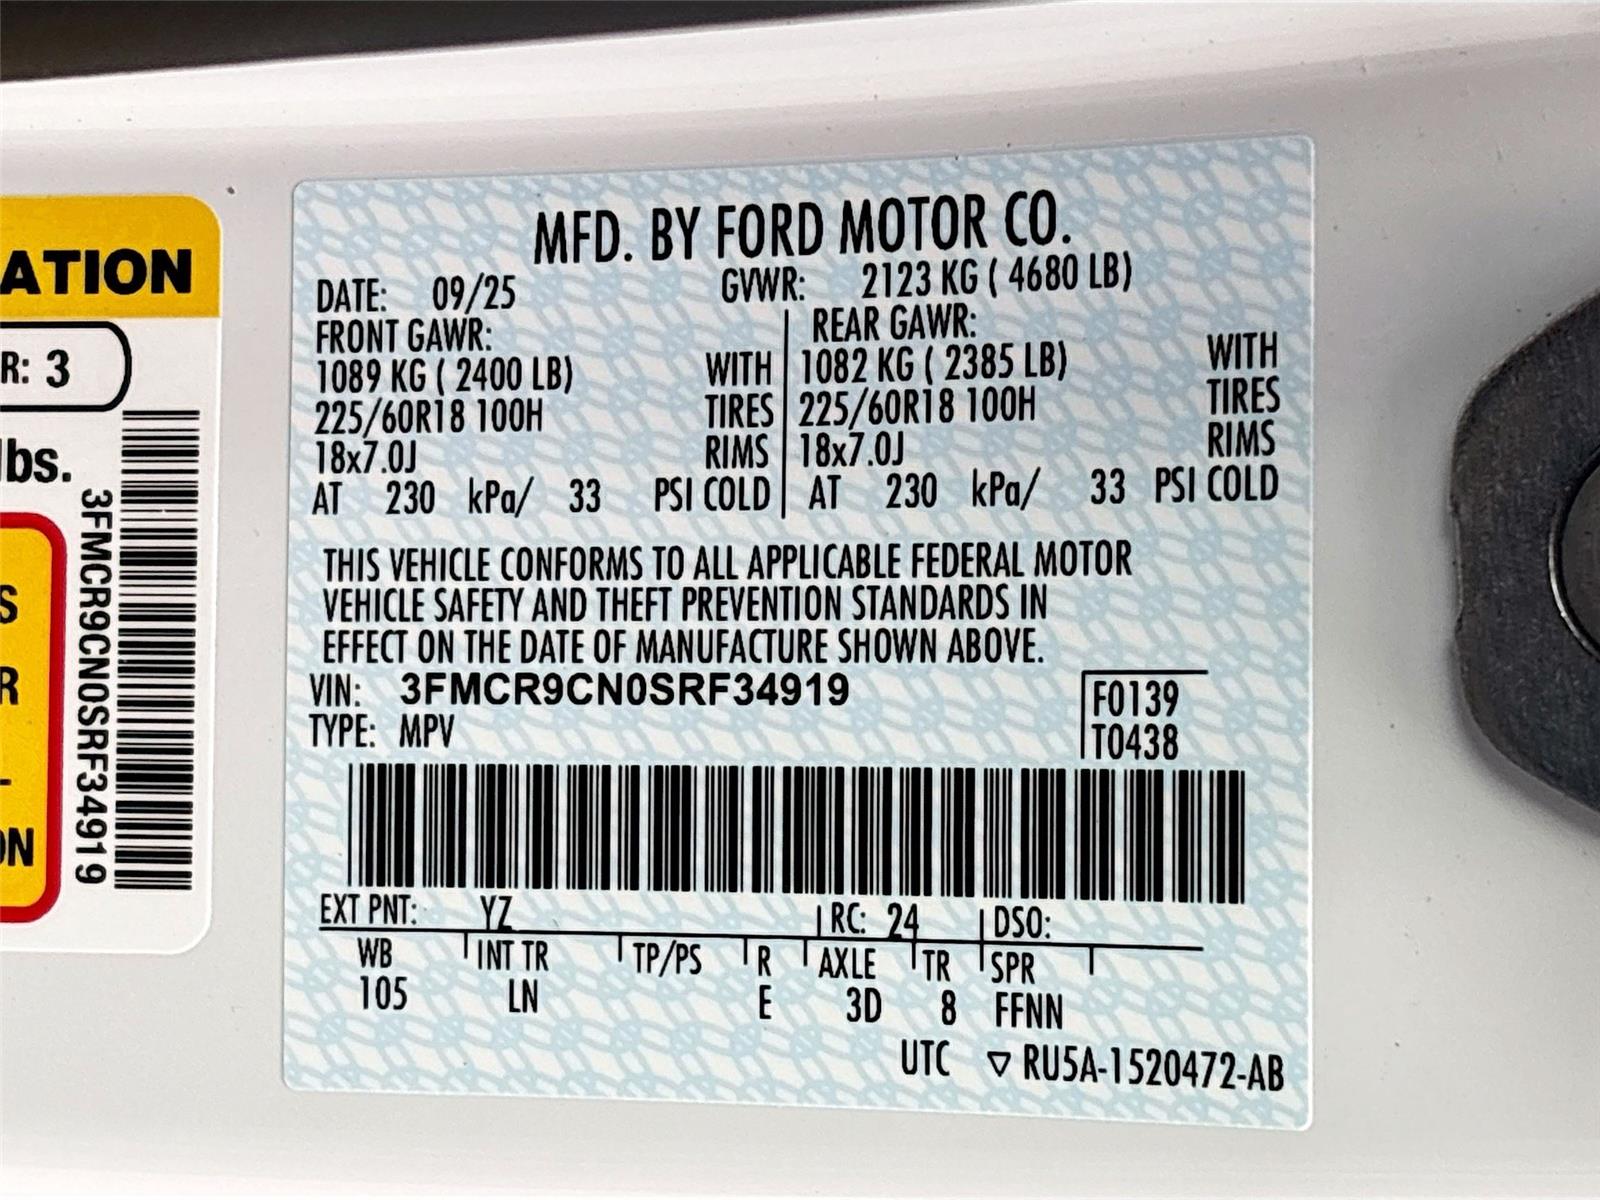 ATION
R: 3
lbs.
S
R
ON
3FMCR9CN0SRF34919
MFD. BY FORD MOTOR CO.
DATE: 09/25 GVWR: 2123 KG ( 4680 LB)
FRONT GAWR: REAR GAWR:
1089 KG ( 2400 LB) WITH 1082 KG ( 2385 LB) WITH
225/60R18 100H TIRES 225/60R18 100H TIRES
18x7.0J RIMS 18x7.0J RIMS
AT 230 kPa/ 33 PSI COLD AT 230 kPa/ 33 PSI COLD
THIS VEHICLE CONFORMS TO ALL APPLICABLE FEDERAL MOTOR
VEHICLE SAFETY AND THEFT PREVENTION STANDARDS IN
EFFECT ON THE DATE OF MANUFACTURE SHOWN ABOVE.
VIN: 3FMCR9CN0SRF34919 F0139
TYPE: MPV T0438
EXT PNT: YZ RC: 24 DSO:
WB INT TR TP/PS R AXLE TR SPR
105 LN E 3D 8 FFNN
UTC ▽ RU5A-1520472-AB